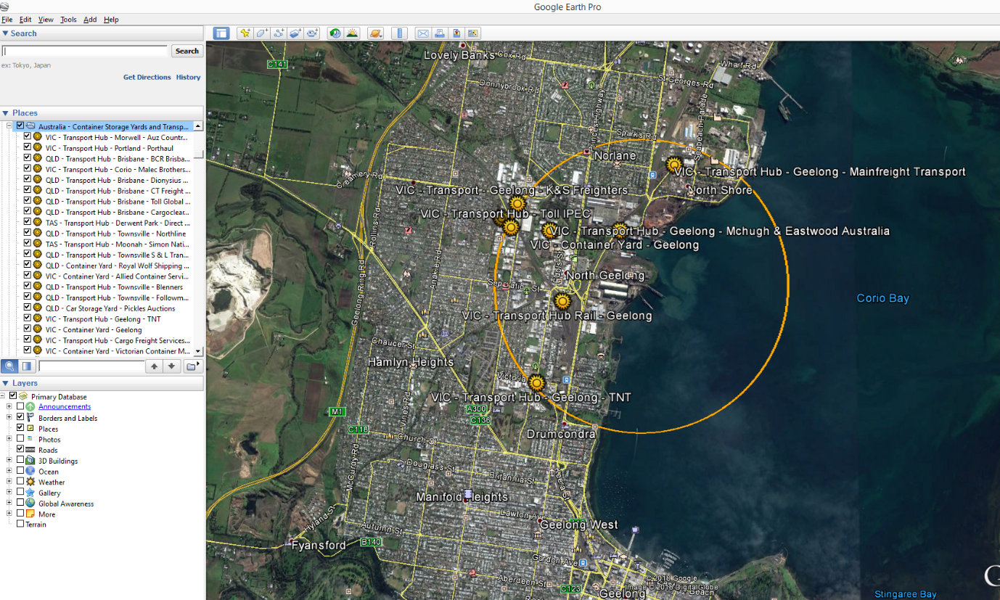 Google Earth Pro
File Edit View Tools Add Help
Search
Search
ex: Tokyo, Japan
Get Directions History
Places
Australia - Container Storage Yards and Transp...
VIC - Transport Hub - Morwell - Auz Countr...
VIC - Transport Hub - Portland - Porthaul
QLD - Transport Hub - Brisbane - BCR Brisba...
VIC - Transport Hub - Corio - Malec Brothers...
QLD - Transport Hub - Brisbane - Dionysius ...
QLD - Transport Hub - Brisbane - CT Freight ...
QLD - Transport Hub - Brisbane - Toll Global ...
QLD - Transport Hub - Brisbane - Cargoclear...
TAS - Transport Hub - Derwent Park - Direct ...
QLD - Transport Hub - Townsville - Northline
TAS - Transport Hub - Moonah - Simon Nati...
QLD - Transport Hub - Townsville S & L Tran...
QLD - Container Yard - Royal Wolf Shipping ...
VIC - Container Yard - Allied Container Servi...
QLD - Transport Hub - Townsville - Blenners
QLD - Transport Hub - Townsville - Followm...
QLD - Car Storage Yard - Pickles Auctions
VIC - Transport Hub - Geelong - TNT
VIC - Container Yard - Geelong
VIC - Transport Hub - Cargo Freight Services...
VIC - Container Yard - Victorian Container M...
Layers
Primary Database
Announcements
Borders and Labels
Places
Photos
Roads
3D Buildings
Ocean
Weather
Gallery
Global Awareness
More
Terrain
Lovely Banks
Cox Rd
C141
Wharf Rd
St Georges Rd
Donnybrook Rd
Princes Highway
Seabeach Parade
Sparks Rd
Norlane
VIC - Transport Hub - Geelong - Mainfreight Transport
Creamery Rd
VIC - Transport - Geelong - K&S Freighters
North Shore
VIC - Transport Hub - Toll IPEC
Rollins Rd
VIC - Transport Hub - Geelong - Mchugh & Eastwood Australia
VIC - Container Yard - Geelong
Anakie Rd
North Geelong
Separation St
Geelong Ring Rd
Corio Bay
VIC - Transport Hub Rail - Geelong
Chaucer St
Hamlyn Heights
Victoria
VIC - Transport Hub - Geelong - TNT
Vines Rd
M1
A300
C136
C118
Drumcondra
Church St
McCurdy Rd
Douglass St
Britannia St
Keera St
Manifold Heights
Lawton Ave
Hyland St
Autumn St
Geelong West
Fyansford
B140
Gordon Ave
Aberdeen St
© 2018 Google
Image © 2018 DigitalGlobe
C123
Geelong
Beach
Stingaree Bay
G